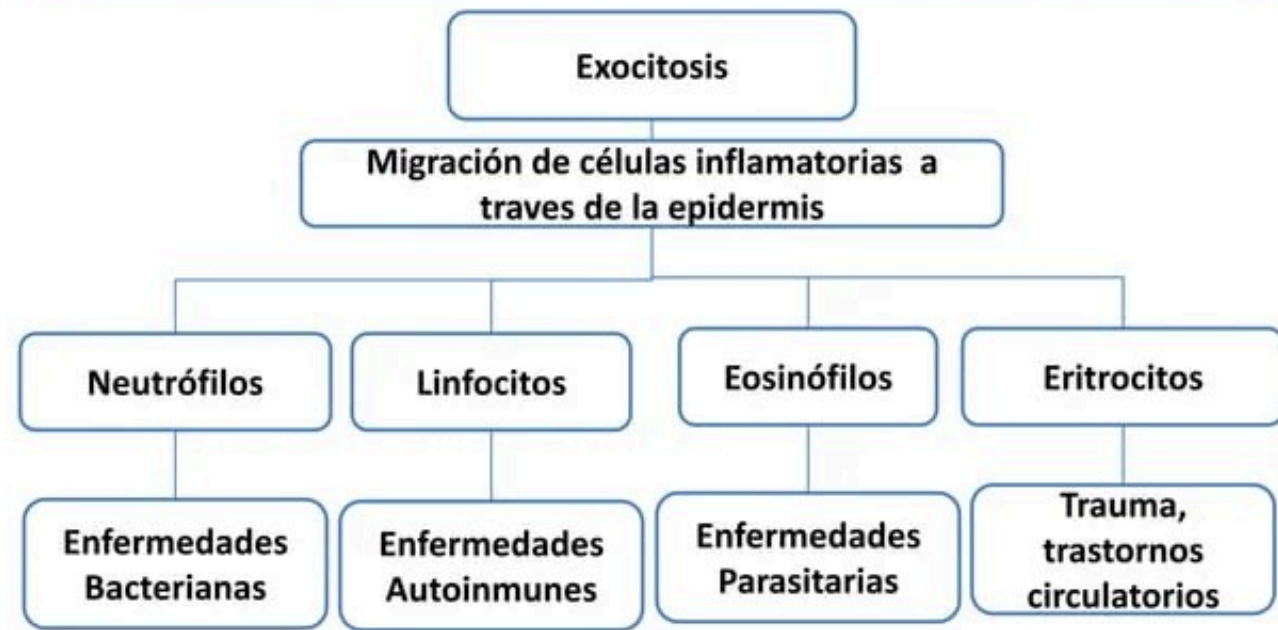 Exocitosis
Migración de células inflamatorias a
traves de la epidermis
Neutrófilos
Linfocitos
Eosinófilos
Eritrocitos
Enfermedades
Bacterianas
Enfermedades
Autoinmunes
Enfermedades
Parasitarias
Trauma,
trastornos
circulatorios